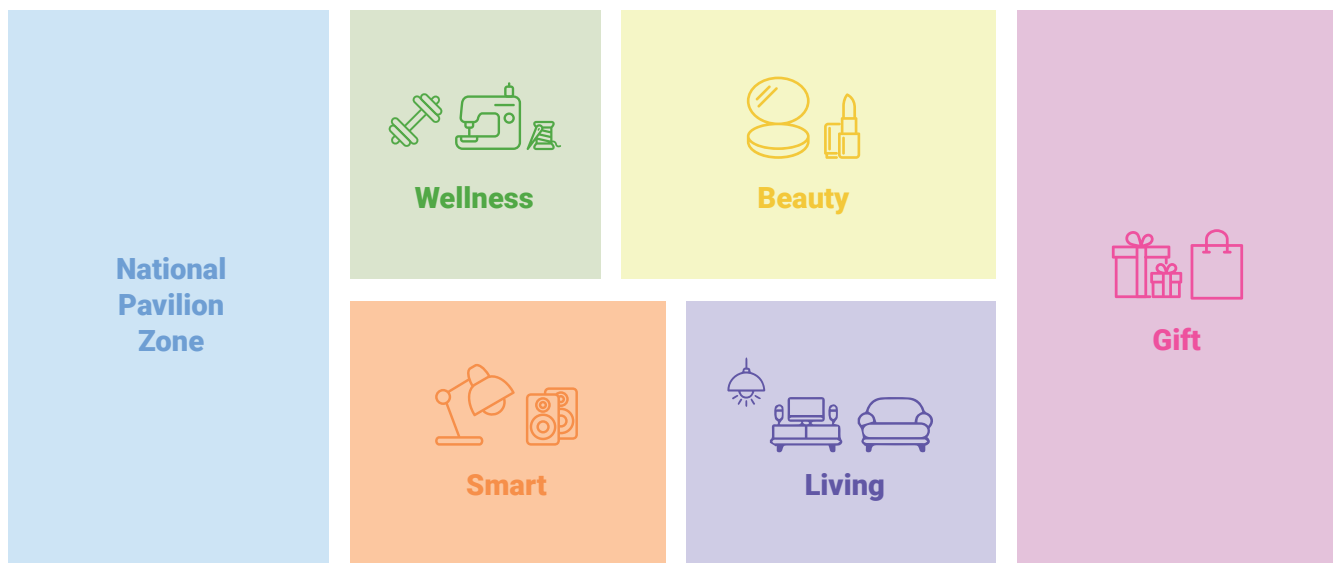 National
Pavilion
Zone
Wellness
Beauty
Smart
Living
Gift